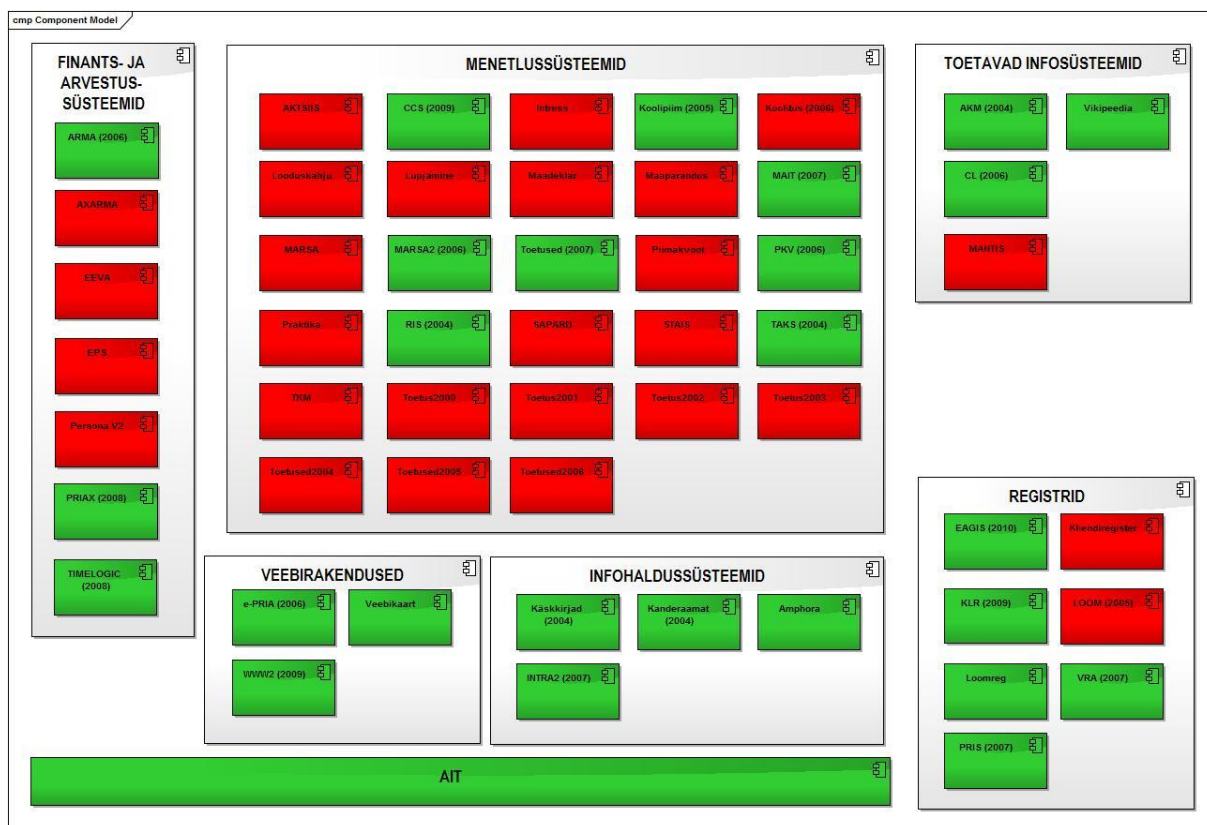 cmp Component Model
FINANTS- JA
ARVESTUS-
SÜSTEEMID
ARMA (2006)
AXARMA
EEVA
EPS
Persona V2
PRIAX (2008)
TIMELOGIC
(2008)
MENETLUSSÜSTEEMID
AKTSIIS
CCS (2009)
Intress
Koolipiim (2005)
Koolitus (2006)
Looduskahju
Lupjamine
Maadeklar
Maaparandus
MAIT (2007)
MARSA
MARSA2 (2006)
Toetused (2007)
Piimakvoot
PKV (2006)
Praktika
RIS (2004)
SAPARD
STAIS
TAKS (2004)
TKM
Toetus2000
Toetus2001
Toetus2002
Toetus2003
Toetused2004
Toetused2005
Toetused2006
TOETAVAD INFOSÜSTEEMID
AKM (2004)
Vikipeedia
CL (2006)
MANTIS
VEEBIRAKENDUSED
e-PRIA (2006)
Veebikaart
WWW2 (2009)
INFOHALDUSSÜSTEEMID
Käskkirjad
(2004)
Kanderaamat
(2004)
Amphora
INTRA2 (2007)
REGISTRID
EAGIS (2010)
Kliendiregister
KLR (2009)
LOOM (2005)
Loomreg
VRA (2007)
PRIS (2007)
AIT